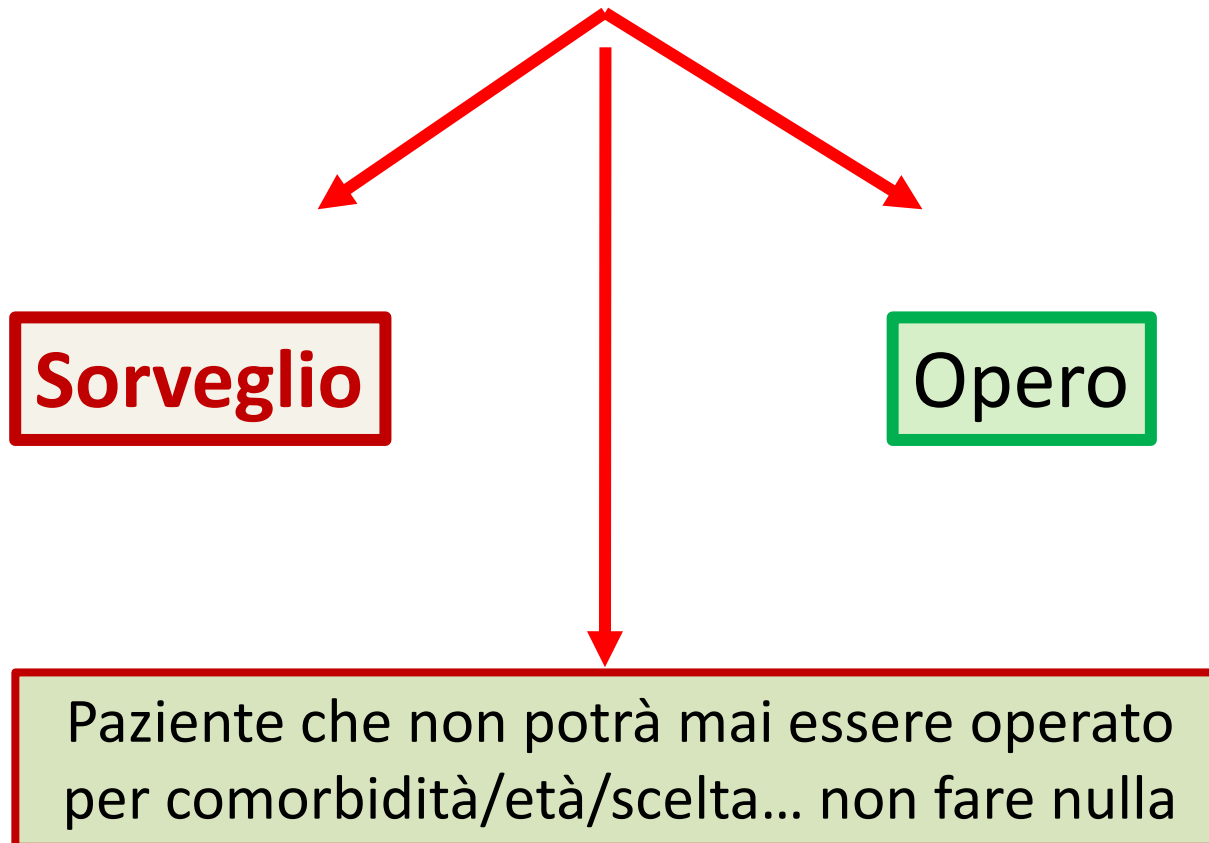 Sorveglio
Opero
Paziente che non potrà mai essere operato
per comorbidità/età/scelta... non fare nulla